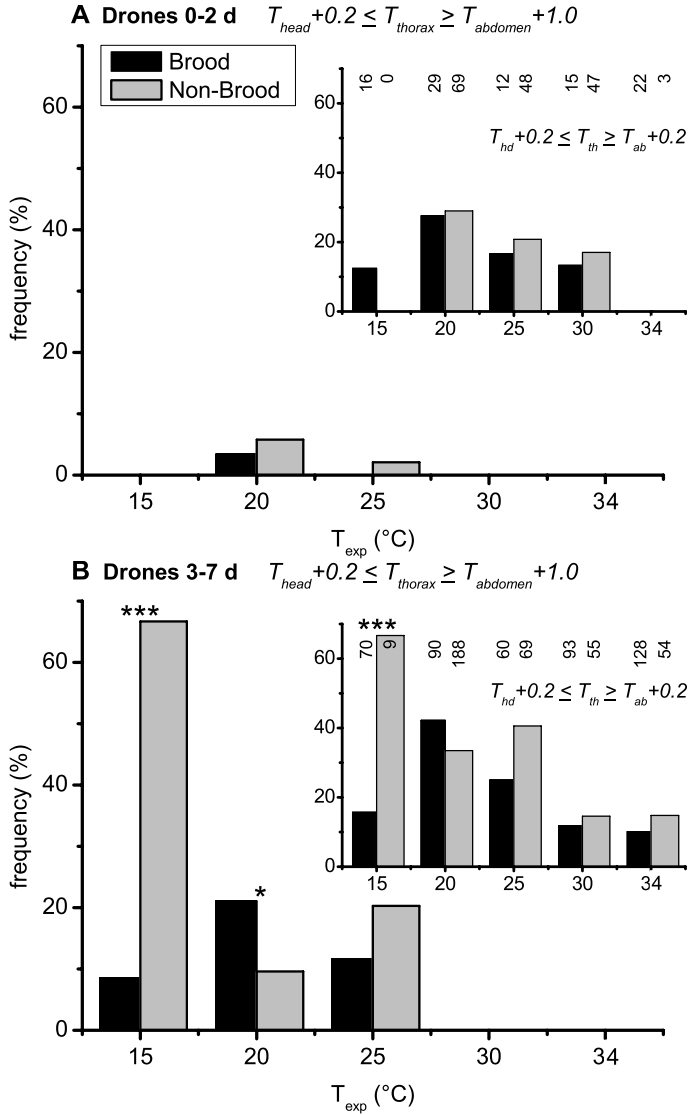 A Drones 0-2 d T_head+0.2 ≤ T_thorax ≥ T_abdomen+1.0
Brood
Non-Brood
16 0 29 69 12 48 15 47 22 3
T_hd+0.2 ≤ T_th ≥ T_ab+0.2
60
40
20
0
15 20 25 30 34
frequency (%)
60
40
20
0
15 20 25 30 34
T_exp (°C)
B Drones 3-7 d T_head+0.2 ≤ T_thorax ≥ T_abdomen+1.0
***
***
70 9 90 188 60 69 93 55 128 54
T_hd+0.2 ≤ T_th ≥ T_ab+0.2
60
40
20
0
15 20 25 30 34
*
frequency (%)
60
40
20
0
15 20 25 30 34
T_exp (°C)